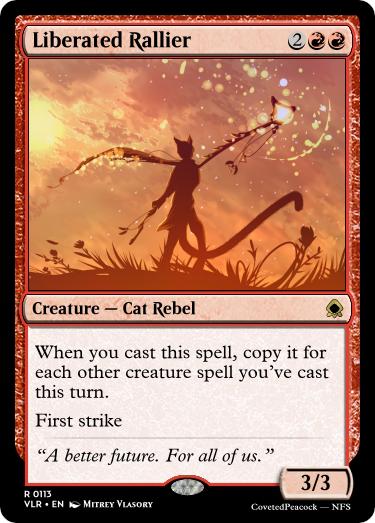 Liberated Rallier 2
Creature — Cat Rebel
When you cast this spell, copy it for
each other creature spell you've cast
this turn.
First strike
“A better future. For all of us.”
3/3
R 0113
VLR • EN Mitrey Vlasory
CovetedPeacock — NFS